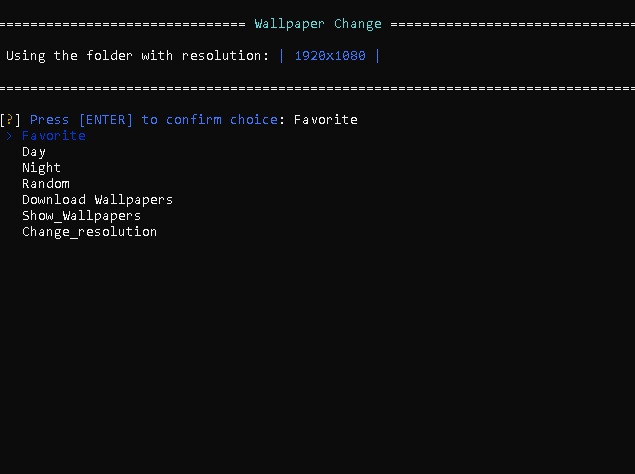 =============================== Wallpaper Change ===============================
Using the folder with resolution: | 1920x1080 |
================================================================================
[?] Press [ENTER] to confirm choice: Favorite
> Favorite
Day
Night
Random
Download Wallpapers
Show_Wallpapers
Change_resolution